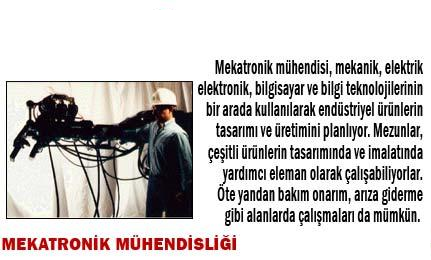 Mekatronik mühendisi, mekanik, elektrik
elektronik, bilgisayar ve bilgi teknolojilerinin
bir arada kullanılarak endüstriyel ürünlerin
tasarımı ve üretimini planlıyor. Mezunlar,
çeşitli ürünlerin tasarımında ve imalatında
yardımcı eleman olarak çalışabiliyorlar.
Öte yandan bakım onarım, arıza giderme
gibi alanlarda çalışmaları da mümkün.
MEKATRONİK MÜHENDİSLİĞİ